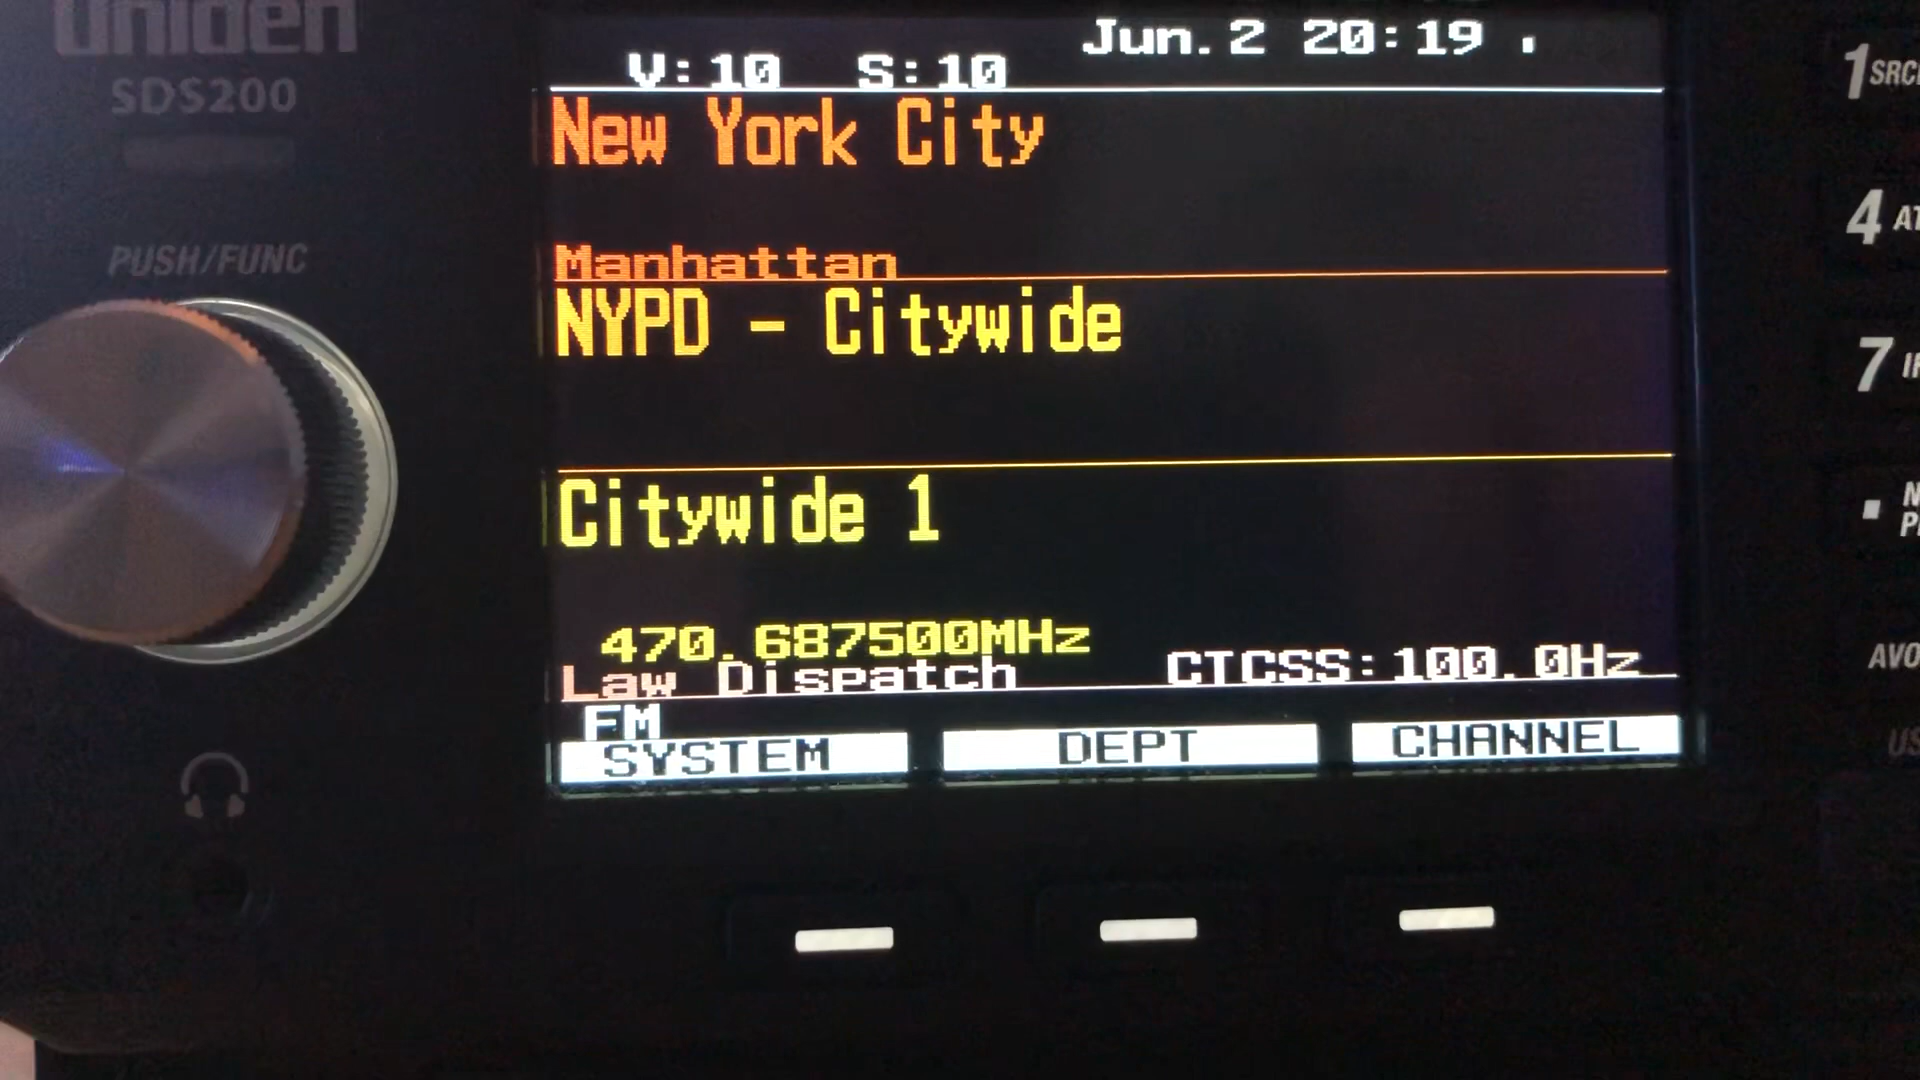 Uniden
SDS200
Jun. 2 20:19
V:10 S:10
New York City
Manhattan
NYPD - Citywide
Citywide 1
470.687500MHz
Law Dispatch CTCSS:100.0Hz
FM
SYSTEM DEPT CHANNEL
PUSH/FUNC
1
4
7